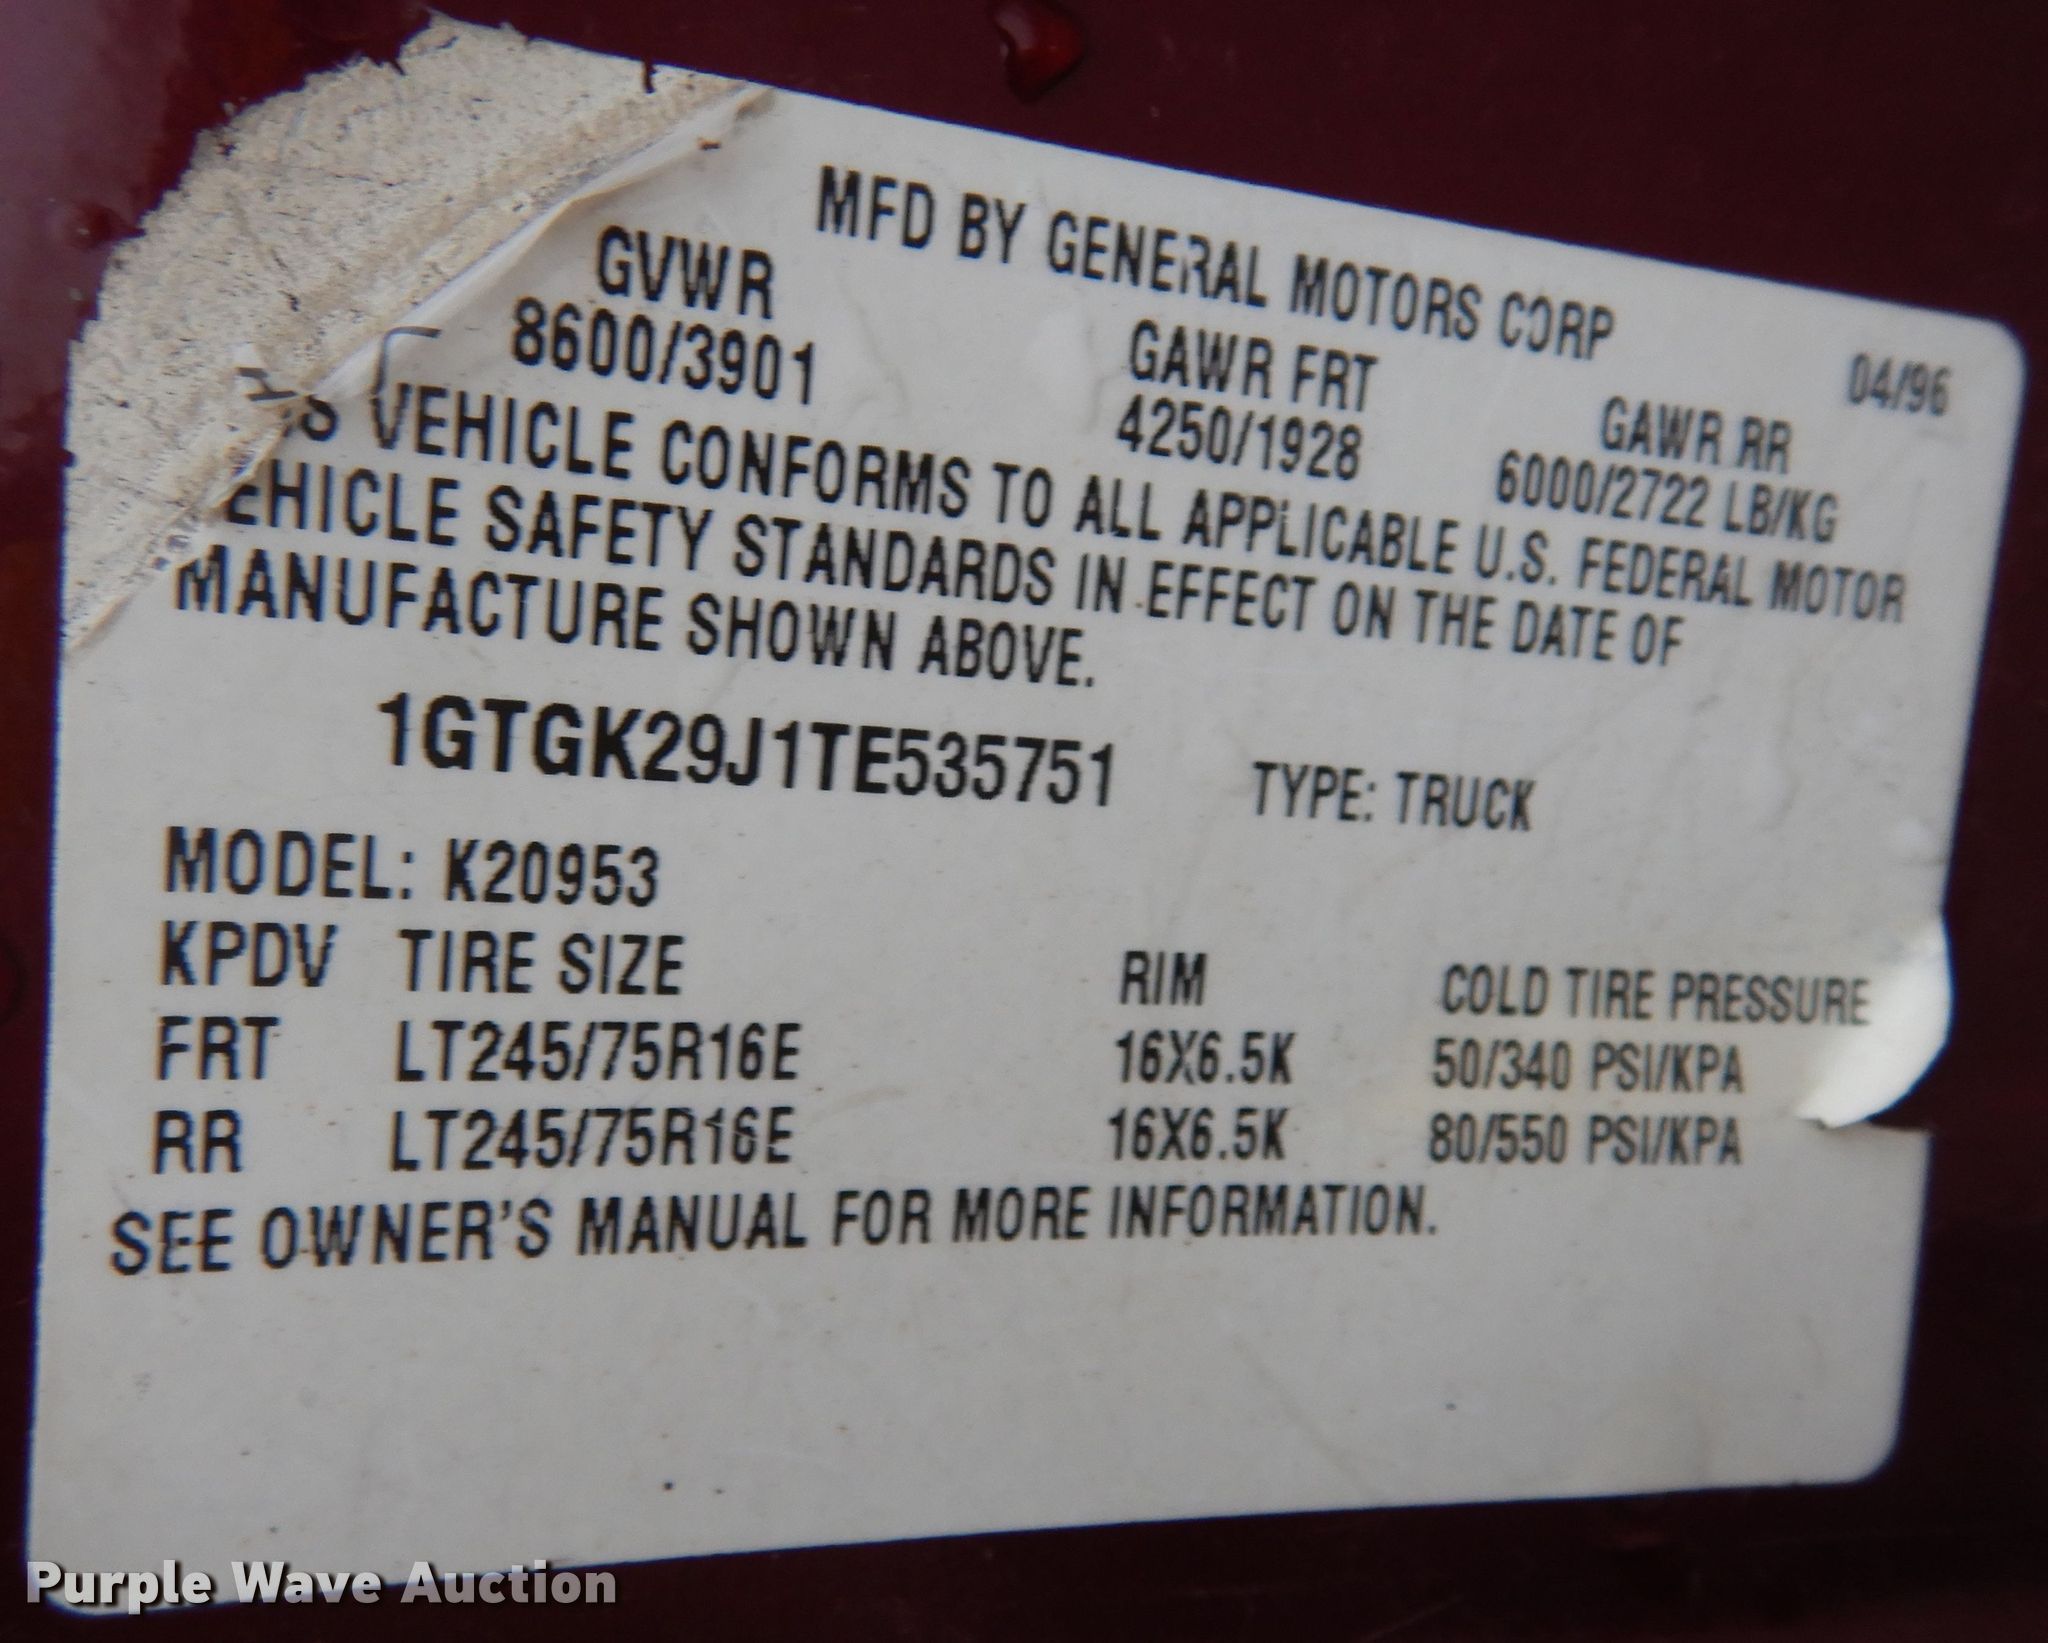 MFD BY GENERAL MOTORS CORP
04/96
GVWR GAWR FRT GAWR RR
8600/3901 4250/1928 6000/2722 LB/KG
VEHICLE CONFORMS TO ALL APPLICABLE U.S. FEDERAL MOTOR
EHICLE SAFETY STANDARDS IN EFFECT ON THE DATE OF
MANUFACTURE SHOWN ABOVE.
1GTGK29J1TE535751 TYPE: TRUCK
MODEL: K20953
KPDV TIRE SIZE RIM COLD TIRE PRESSURE
FRT LT245/75R16E 16X6.5K 50/340 PSI/KPA
RR LT245/75R16E 16X6.5K 80/550 PSI/KPA
SEE OWNER'S MANUAL FOR MORE INFORMATION.
Purple Wave Auction